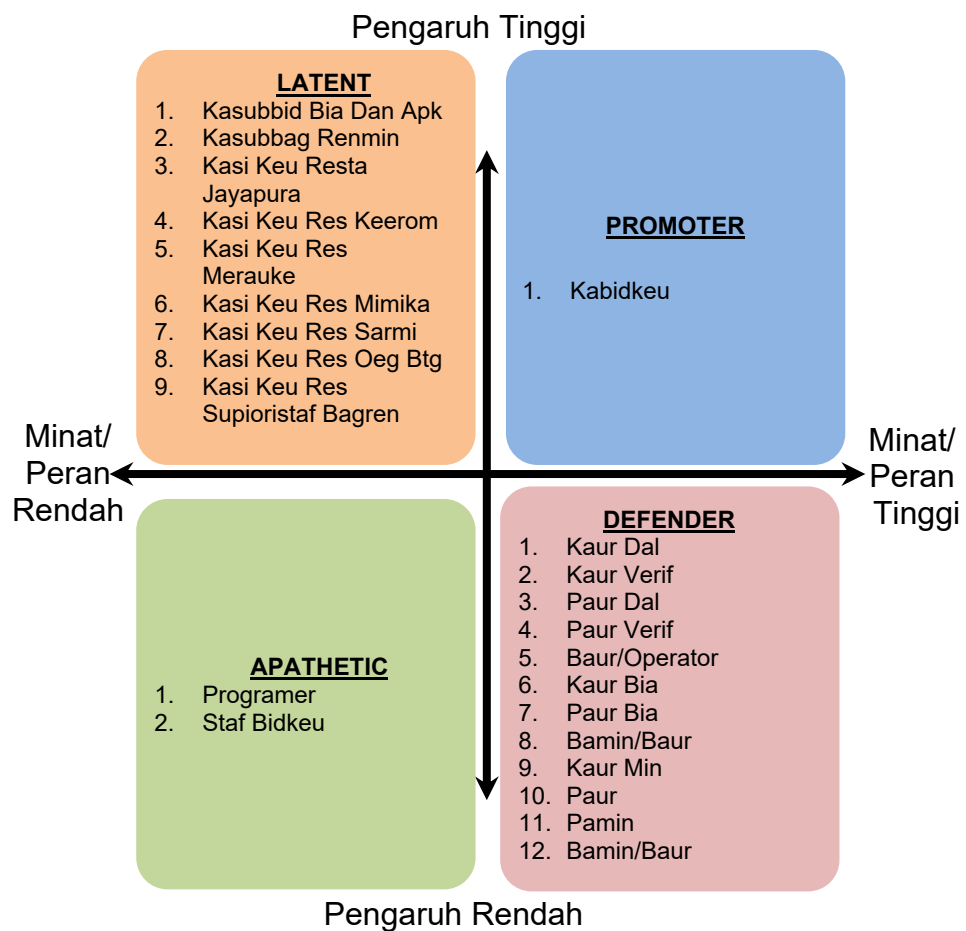 Pengaruh Tinggi
LATENT
1. Kasubbid Bia Dan Apk
2. Kasubbag Renmin
3. Kasi Keu Resta
Jayapura
4. Kasi Keu Res Keerom
5. Kasi Keu Res
Merauke
6. Kasi Keu Res Mimika
7. Kasi Keu Res Sarmi
8. Kasi Keu Res Oeg Btg
9. Kasi Keu Res
Supioristaf Bagren
PROMOTER
1. Kabidkeu
Minat/
Peran
Rendah
Minat/
Peran
Tinggi
APATHETIC
1. Programer
2. Staf Bidkeu
DEFENDER
1. Kaur Dal
2. Kaur Verif
3. Paur Dal
4. Paur Verif
5. Baur/Operator
6. Kaur Bia
7. Paur Bia
8. Bamin/Baur
9. Kaur Min
10. Paur
11. Pamin
12. Bamin/Baur
Pengaruh Rendah